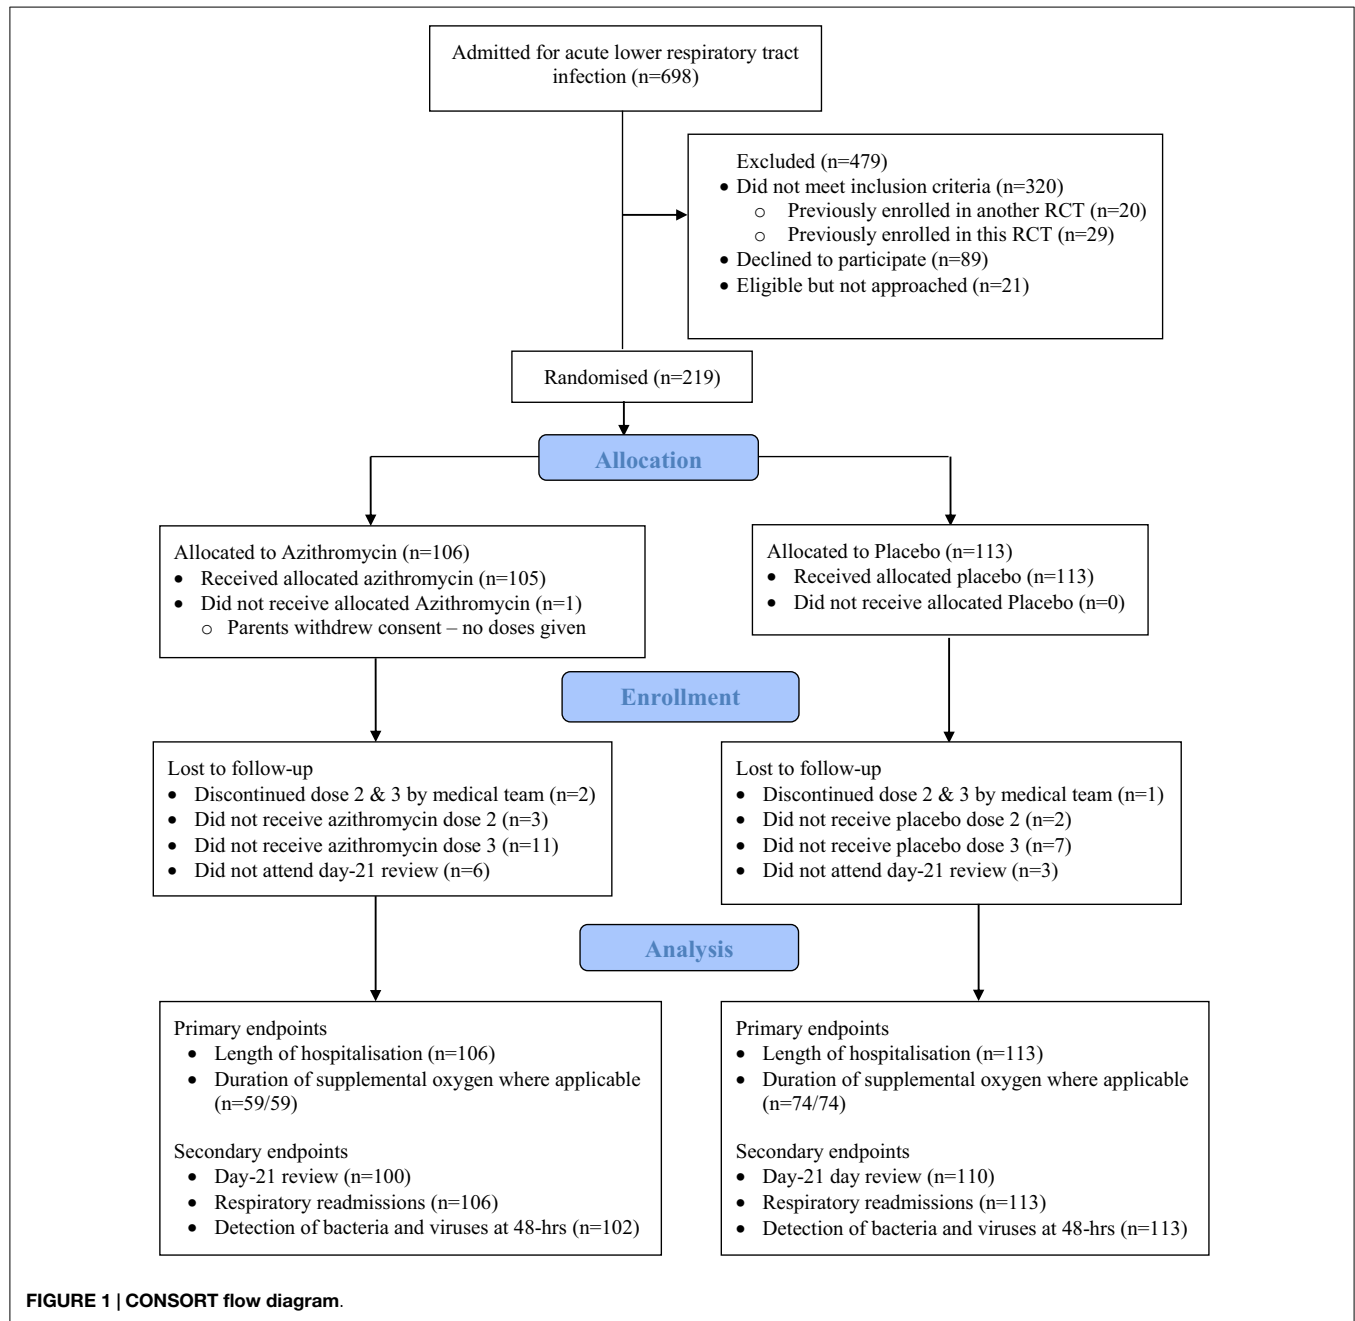 Admitted for acute lower respiratory tract
infection (n=698)
Excluded (n=479)
• Did not meet inclusion criteria (n=320)
o Previously enrolled in another RCT (n=20)
o Previously enrolled in this RCT (n=29)
• Declined to participate (n=89)
• Eligible but not approached (n=21)
Randomised (n=219)
Allocation
Allocated to Azithromycin (n=106)
• Received allocated azithromycin (n=105)
• Did not receive allocated Azithromycin (n=1)
o Parents withdrew consent – no doses given
Allocated to Placebo (n=113)
• Received allocated placebo (n=113)
• Did not receive allocated Placebo (n=0)
Enrollment
Lost to follow-up
• Discontinued dose 2 & 3 by medical team (n=2)
• Did not receive azithromycin dose 2 (n=3)
• Did not receive azithromycin dose 3 (n=11)
• Did not attend day-21 review (n=6)
Lost to follow-up
• Discontinued dose 2 & 3 by medical team (n=1)
• Did not receive placebo dose 2 (n=2)
• Did not receive placebo dose 3 (n=7)
• Did not attend day-21 review (n=3)
Analysis
Primary endpoints
• Length of hospitalisation (n=106)
• Duration of supplemental oxygen where applicable
(n=59/59)
Secondary endpoints
• Day-21 review (n=100)
• Respiratory readmissions (n=106)
• Detection of bacteria and viruses at 48-hrs (n=102)
Primary endpoints
• Length of hospitalisation (n=113)
• Duration of supplemental oxygen where applicable
(n=74/74)
Secondary endpoints
• Day-21 day review (n=110)
• Respiratory readmissions (n=113)
• Detection of bacteria and viruses at 48-hrs (n=113)
FIGURE 1 | CONSORT flow diagram.